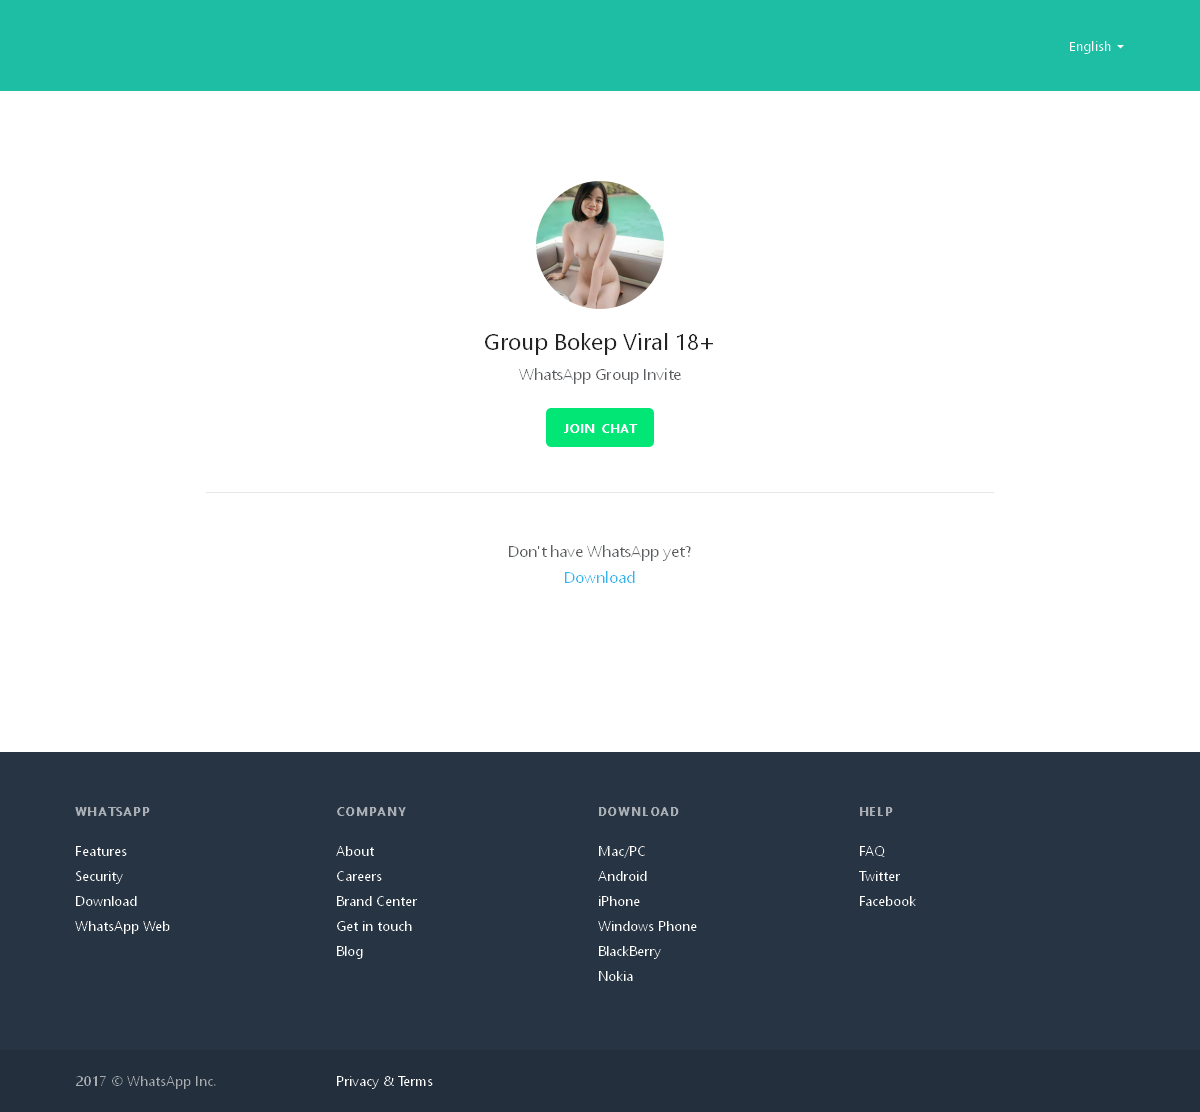 English
Group Bokep Viral 18+
WhatsApp Group Invite
JOIN CHAT
Don't have WhatsApp yet?
Download
WHATSAPP
Features
Security
Download
WhatsApp Web
COMPANY
About
Careers
Brand Center
Get in touch
Blog
DOWNLOAD
Mac/PC
Android
iPhone
Windows Phone
BlackBerry
Nokia
HELP
FAQ
Twitter
Facebook
2017 © WhatsApp Inc.
Privacy & Terms